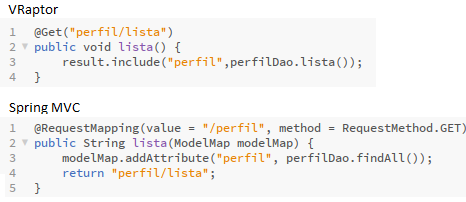 VRaptor
1 @Get("perfil/lista")
2 public void lista() {
3 result.include("perfil",perfilDao.lista());
4 }
Spring MVC
1 @RequestMapping(value = "/perfil", method = RequestMethod.GET)
2 public String lista(ModelMap modelMap) {
3 modelMap.addAttribute("perfil", perfilDao.findAll());
4 return "perfil/lista";
5 }